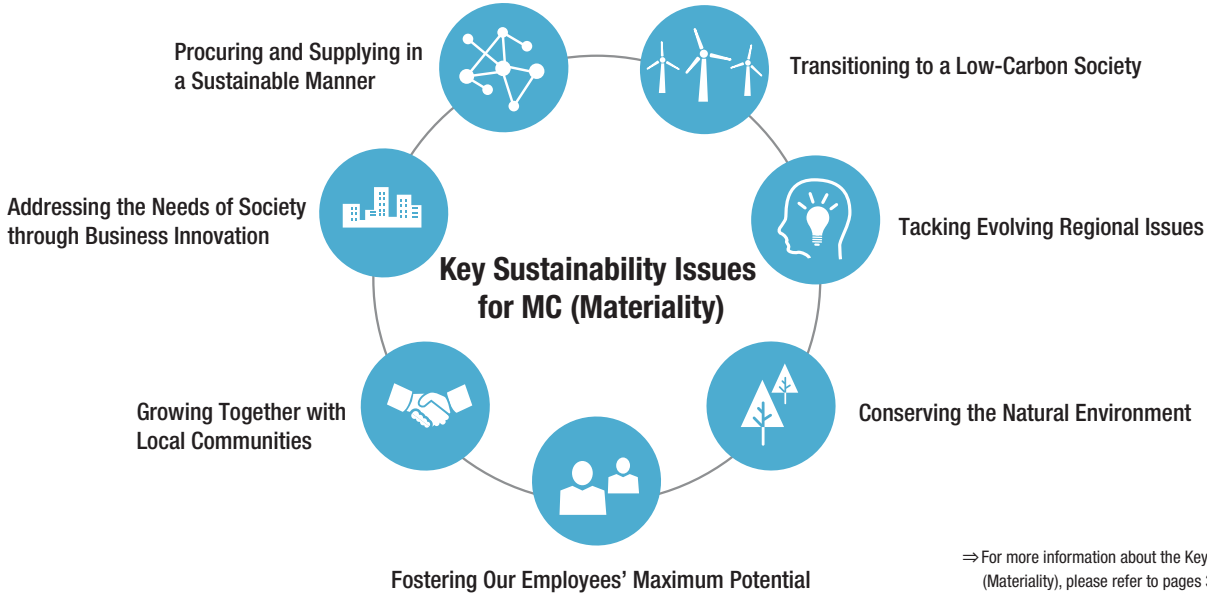 Procuring and Supplying in
a Sustainable Manner
Transitioning to a Low-Carbon Society
Addressing the Needs of Society
through Business Innovation
Tacking Evolving Regional Issues
Key Sustainability Issues
for MC (Materiality)
Growing Together with
Local Communities
Conserving the Natural Environment
Fostering Our Employees’ Maximum Potential
⇒ For more information about the Key
(Materiality), please refer to pages